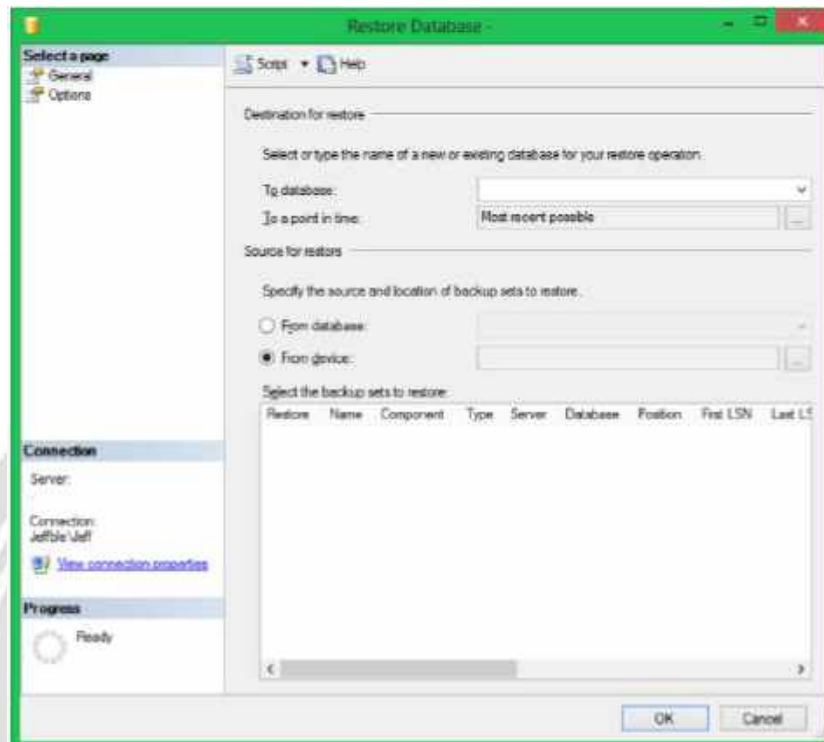 Restore Database -
Select a page
General
Options
Script
Help
Destination for restore
Select or type the name of a new or existing database for your restore operation.
To database:
To a point in time:
Most recent possible
...
Source for restore
Specify the source and location of backup sets to restore.
From database:
From device:
...
Select the backup sets to restore:
Restore Name Component Type Server Database Position First LSN Last LS
Connection
Server:
Connection:
Jeffble\Jeff
View connection properties
Progress
Ready
OK
Cancel